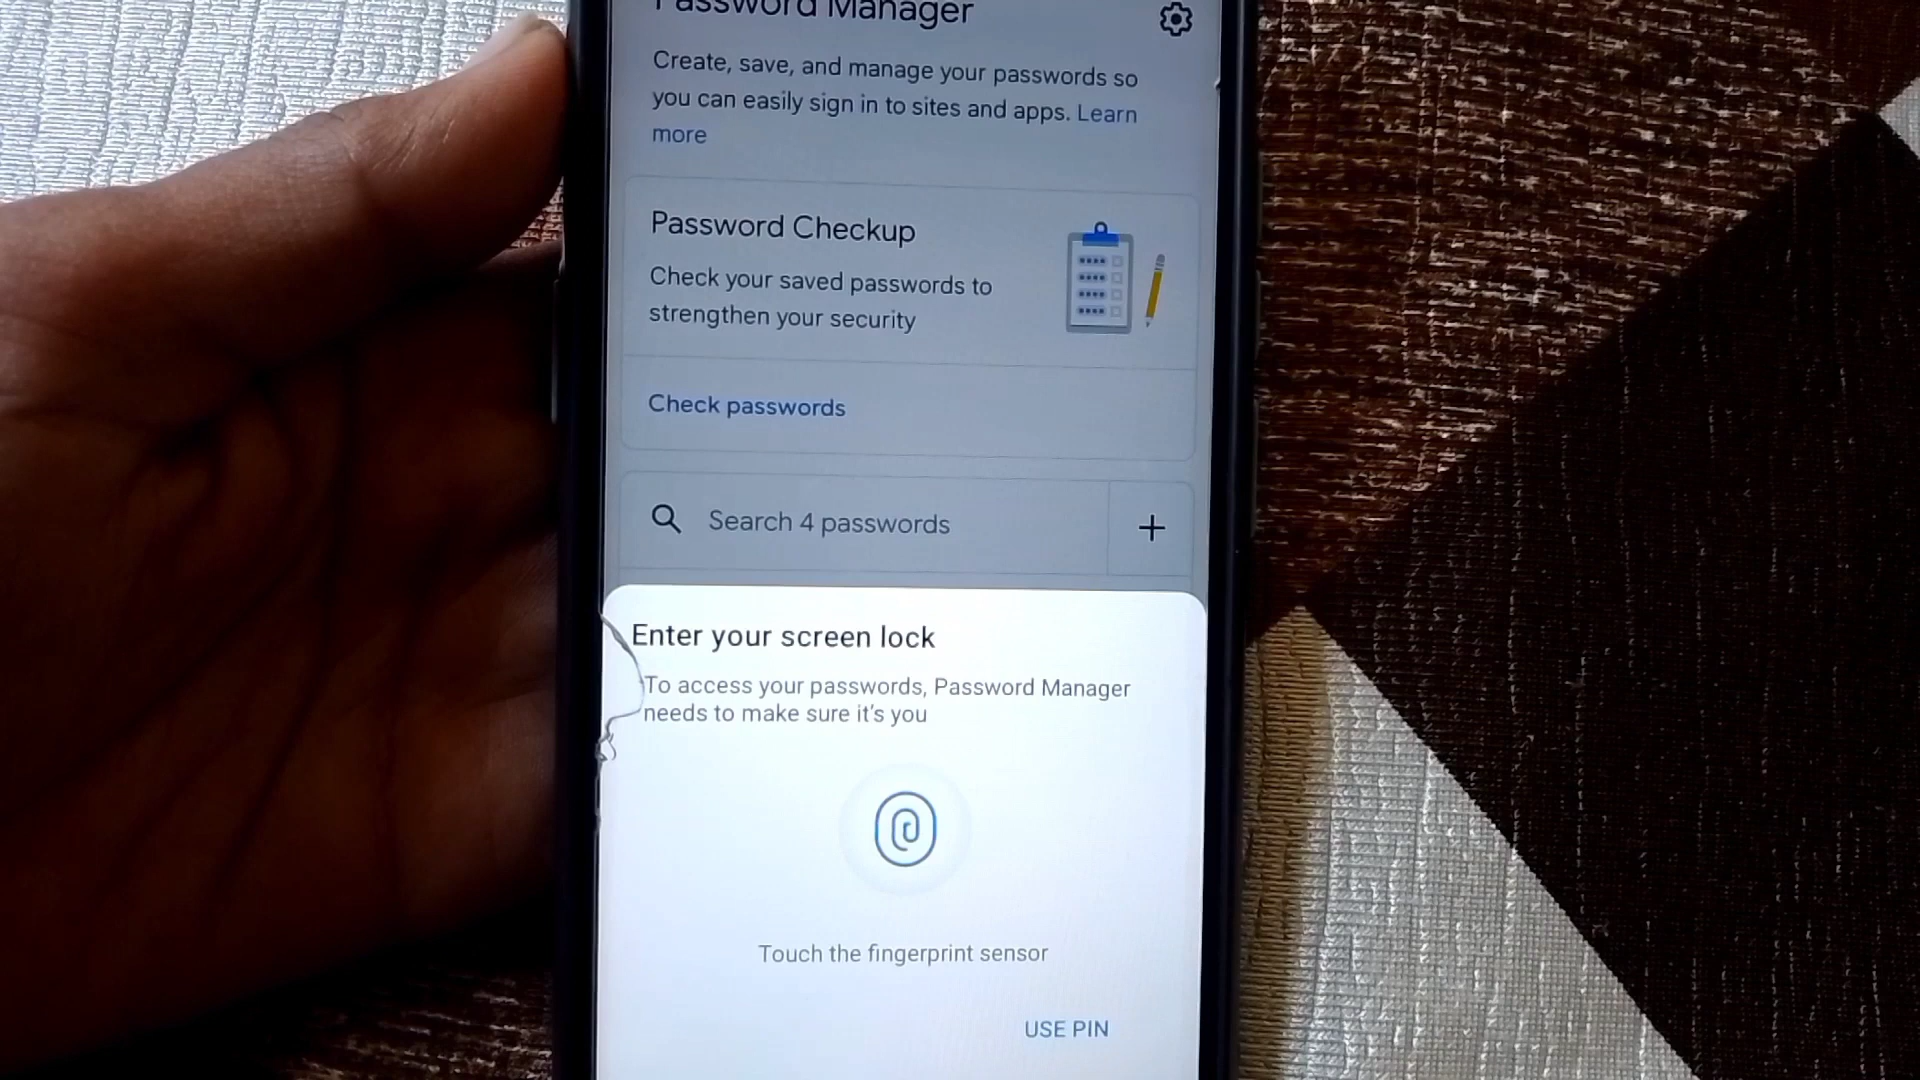 Password Manager
Create, save, and manage your passwords so
you can easily sign in to sites and apps. Learn
more
Password Checkup
Check your saved passwords to
strengthen your security
Check passwords
Search 4 passwords
Enter your screen lock
To access your passwords, Password Manager
needs to make sure it's you
Touch the fingerprint sensor
USE PIN